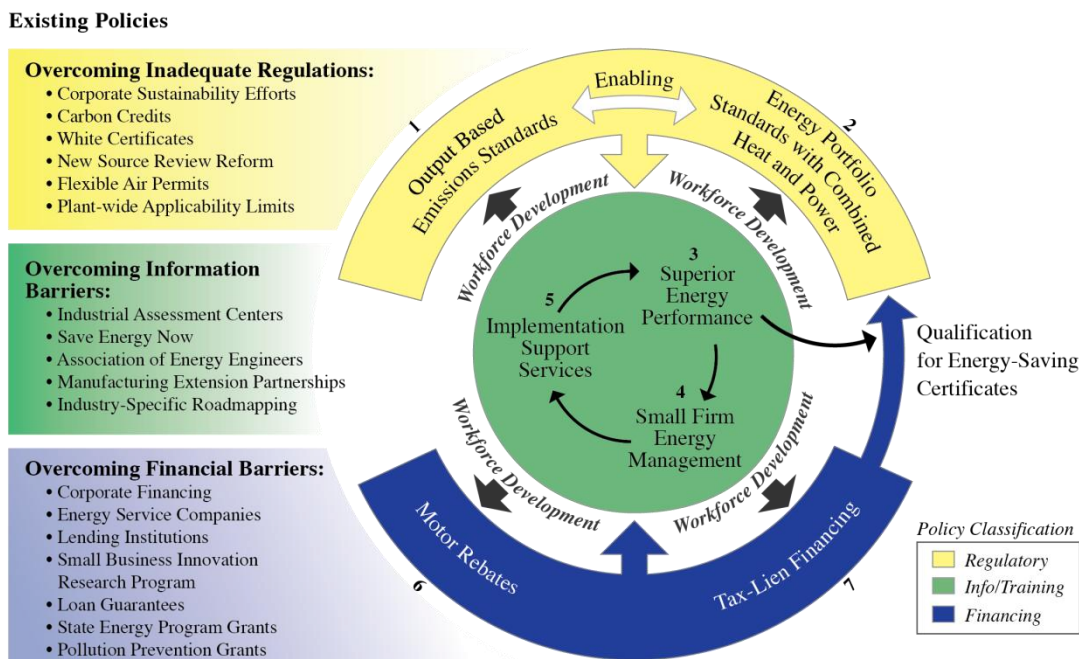 Existing Policies
Overcoming Inadequate Regulations:
• Corporate Sustainability Efforts
• Carbon Credits
• White Certificates
• New Source Review Reform
• Flexible Air Permits
• Plant-wide Applicability Limits
Overcoming Information
Barriers:
• Industrial Assessment Centers
• Save Energy Now
• Association of Energy Engineers
• Manufacturing Extension Partnerships
• Industry-Specific Roadmapping
Overcoming Financial Barriers:
• Corporate Financing
• Energy Service Companies
• Lending Institutions
• Small Business Innovation
Research Program
• Loan Guarantees
• State Energy Program Grants
• Pollution Prevention Grants
1
Output Based
Emissions Standards
Enabling
2
Energy Portfolio
Standards with Combined
Heat and Power
Workforce Development
Workforce Development
3
Superior
Energy
Performance
5
Implementation
Support
Services
4
Small Firm
Energy
Management
Qualification
for Energy-Saving
Certificates
Workforce Development
Workforce Development
6
Motor Rebates
Tax-Lien Financing
7
Policy Classification
Regulatory
Info/Training
Financing